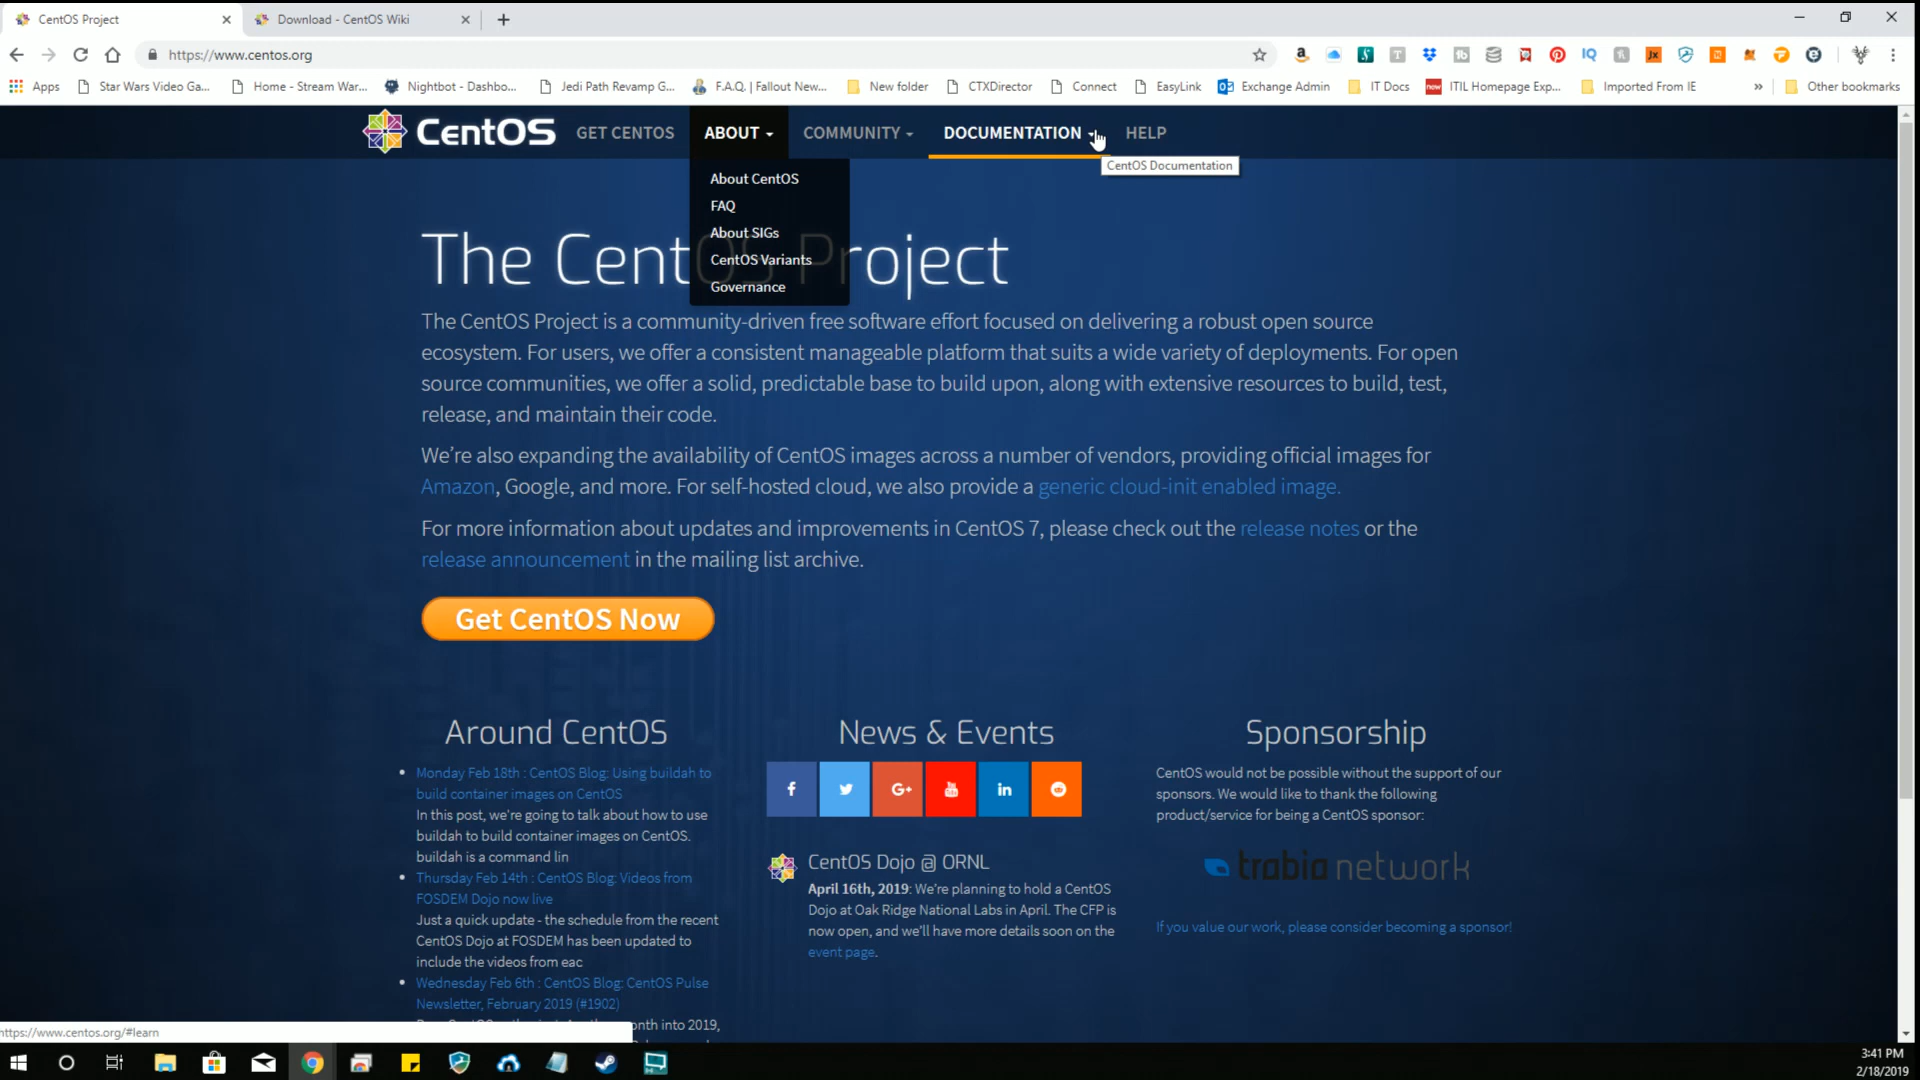 CentOS Project
Download - CentOS Wiki
https://www.centos.org
Apps
Star Wars Video Ga...
Home - Stream War...
Nightbot - Dashbo...
Jedi Path Revamp G...
F.A.Q. | Fallout New...
New folder
CTXDirector
Connect
EasyLink
Exchange Admin
IT Docs
ITIL Homepage Exp...
Imported From IE
»
Other bookmarks
CentOS
GET CENTOS
ABOUT
COMMUNITY
DOCUMENTATION
HELP
CentOS Documentation
About CentOS
FAQ
About SIGs
CentOS Variants
Governance
The CentOS Project
The CentOS Project is a community-driven free software effort focused on delivering a robust open source
ecosystem. For users, we offer a consistent manageable platform that suits a wide variety of deployments. For open
source communities, we offer a solid, predictable base to build upon, along with extensive resources to build, test,
release, and maintain their code.
We're also expanding the availability of CentOS images across a number of vendors, providing official images for
Amazon, Google, and more. For self-hosted cloud, we also provide a generic cloud-init enabled image.
For more information about updates and improvements in CentOS 7, please check out the release notes or the
release announcement in the mailing list archive.
Get CentOS Now
Around CentOS
Monday Feb 18th : CentOS Blog: Using buildah to
build container images on CentOS
In this post, we're going to talk about how to use
buildah to build container images on CentOS.
buildah is a command lin
Thursday Feb 14th : CentOS Blog: Videos from
FOSDEM Dojo now live
Just a quick update - the schedule from the recent
CentOS Dojo at FOSDEM has been updated to
include the videos from eac
Wednesday Feb 6th : CentOS Blog: CentOS Pulse
Newsletter, February 2019 (#1902)
onth into 2019,
News & Events
CentOS Dojo @ ORNL
April 16th, 2019: We're planning to hold a CentOS
Dojo at Oak Ridge National Labs in April. The CFP is
now open, and we'll have more details soon on the
event page.
Sponsorship
CentOS would not be possible without the support of our
sponsors. We would like to thank the following
product/service for being a CentOS sponsor:
trabia network
If you value our work, please consider becoming a sponsor!
https://www.centos.org/#learn
3:41 PM
2/18/2019